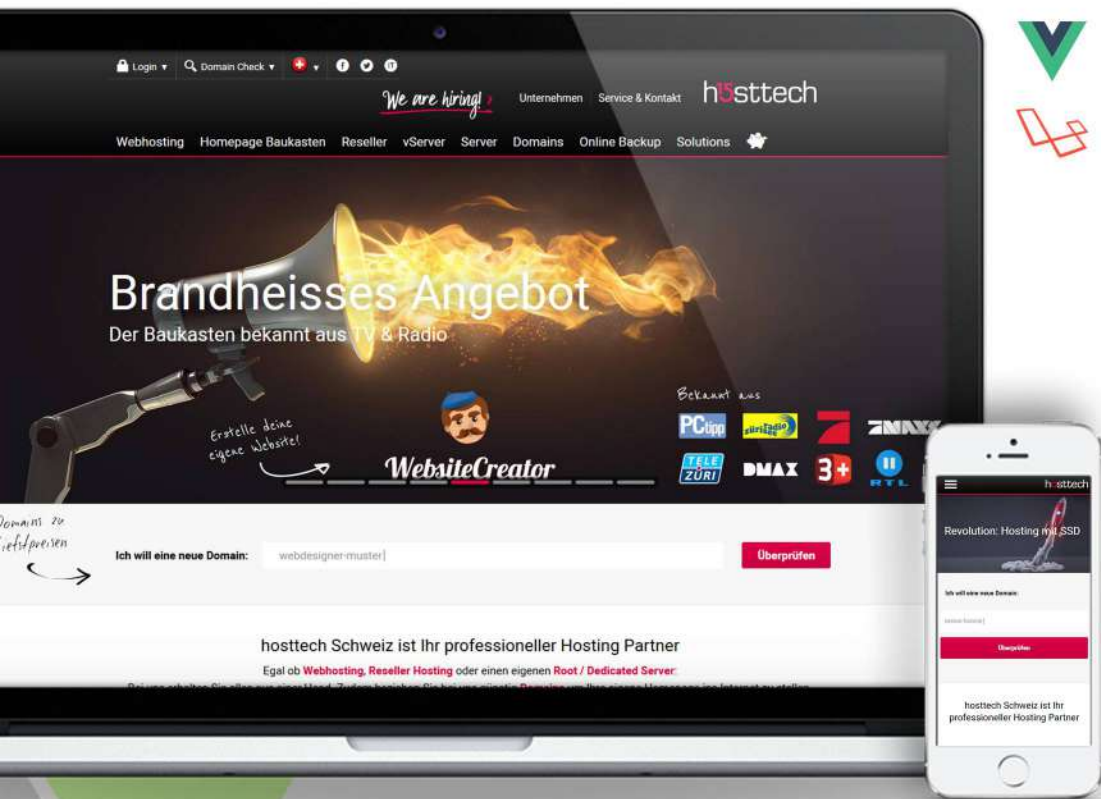 Login ▾ Domain Check ▾
We are hiring! › Unternehmen Service & Kontakt h15sttech
Webhosting Homepage Baukasten Reseller vServer Server Domains Online Backup Solutions
Brandheisses Angebot
Der Baukasten bekannt aus TV & Radio
Erstelle deine
eigene Website!
WebsiteCreator
Bekannt aus
PCtipp
TELE
ZÜRI
DMAX
3+
RTL
Domains zu
Tiefstpreisen
Ich will eine neue Domain: webdesigner-muster| Überprüfen
hosttech Schweiz ist Ihr professioneller Hosting Partner
Egal ob Webhosting, Reseller Hosting oder einen eigenen Root / Dedicated Server:
hosttech
Revolution: Hosting mit SSD
Ich will eine neue Domain:
Überprüfen
hosttech Schweiz ist Ihr
professioneller Hosting Partner